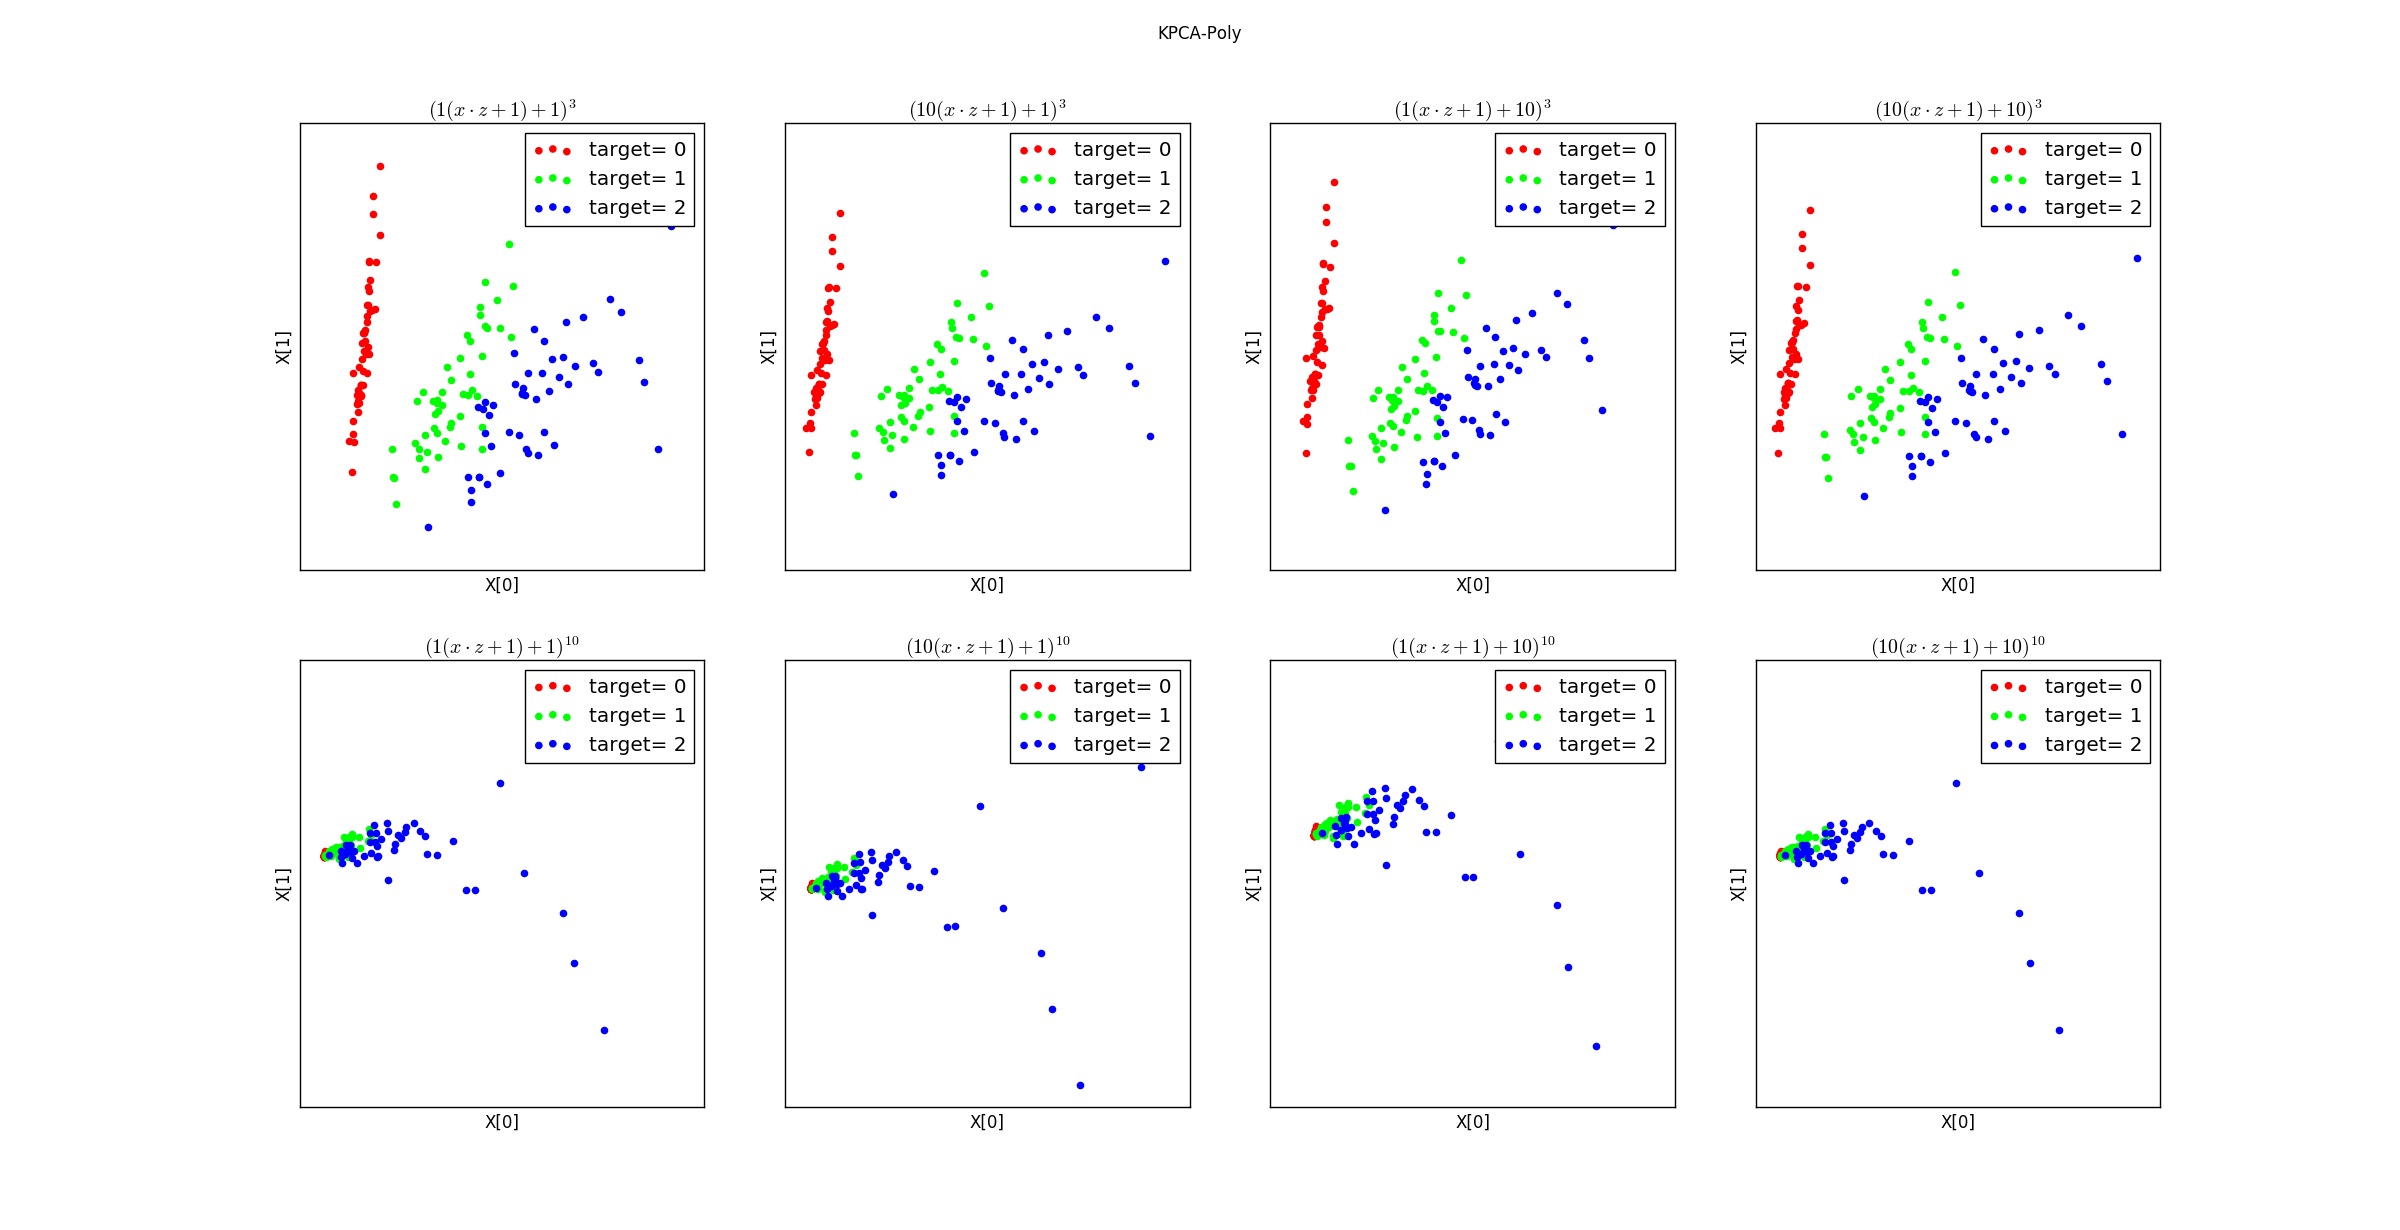 KPCA-Poly
(1(x · z + 1) + 1)^3
target= 0
target= 1
target= 2
X[1]
X[0]
(10(x · z + 1) + 1)^3
target= 0
target= 1
target= 2
X[1]
X[0]
(1(x · z + 1) + 10)^3
target= 0
target= 1
target= 2
X[1]
X[0]
(10(x · z + 1) + 10)^3
target= 0
target= 1
target= 2
X[1]
X[0]
(1(x · z + 1) + 1)^10
target= 0
target= 1
target= 2
X[1]
X[0]
(10(x · z + 1) + 1)^10
target= 0
target= 1
target= 2
X[1]
X[0]
(1(x · z + 1) + 10)^10
target= 0
target= 1
target= 2
X[1]
X[0]
(10(x · z + 1) + 10)^10
target= 0
target= 1
target= 2
X[1]
X[0]